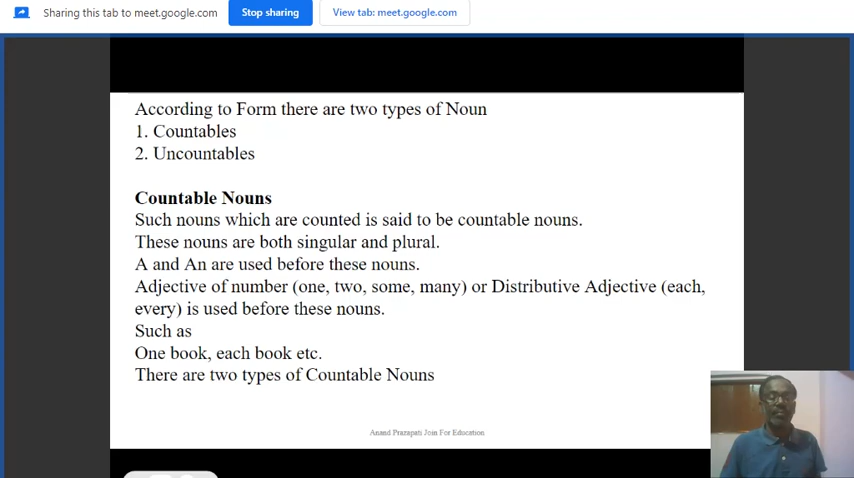 Sharing this tab to meet.google.com
Stop sharing
View tab: meet.google.com
According to Form there are two types of Noun
1. Countables
2. Uncountables
Countable Nouns
Such nouns which are counted is said to be countable nouns.
These nouns are both singular and plural.
A and An are used before these nouns.
Adjective of number (one, two, some, many) or Distributive Adjective (each,
every) is used before these nouns.
Such as
One book, each book etc.
There are two types of Countable Nouns
Anand Prazapati Join For Education